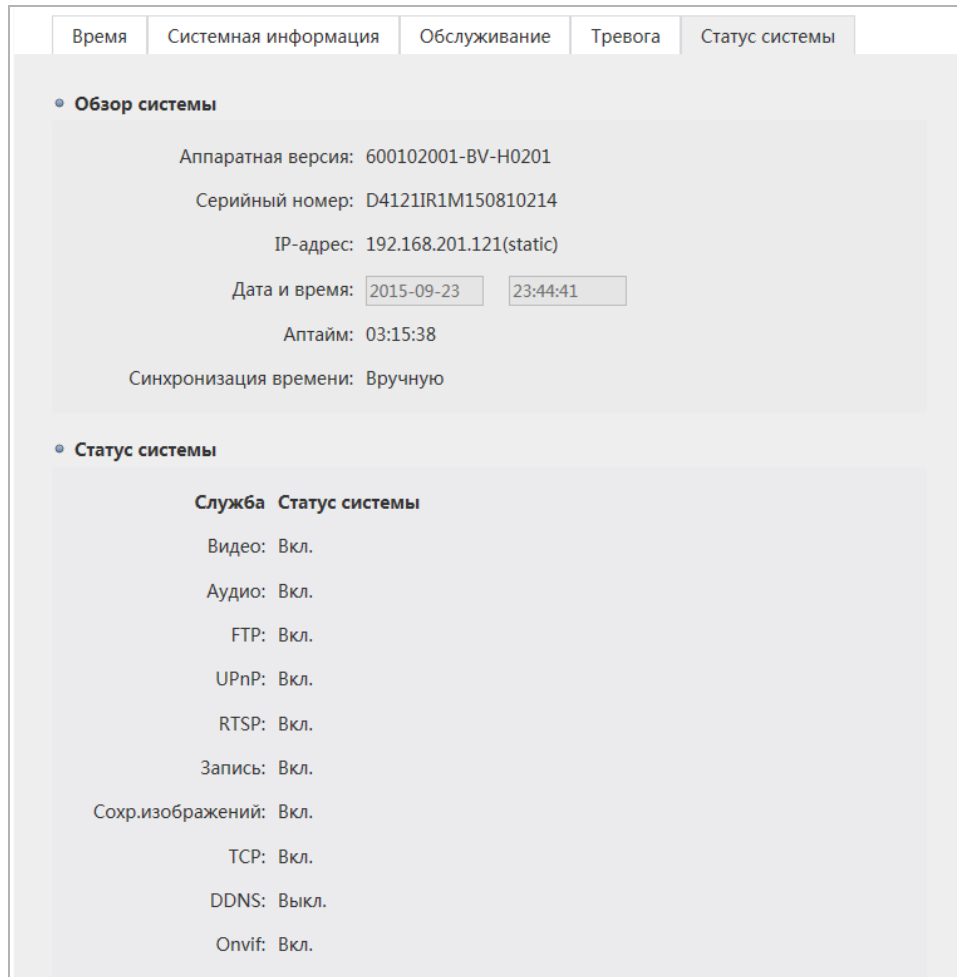 Время Системная информация Обслуживание Тревога Статус системы
Обзор системы
Аппаратная версия: 600102001-BV-H0201
Серийный номер: D4121IR1M150810214
IP-адрес: 192.168.201.121(static)
Дата и время: 2015-09-23 23:44:41
Аптайм: 03:15:38
Синхронизация времени: Вручную
Статус системы
Служба Статус системы
Видео: Вкл.
Аудио: Вкл.
FTP: Вкл.
UPnP: Вкл.
RTSP: Вкл.
Запись: Вкл.
Сохр.изображений: Вкл.
TCP: Вкл.
DDNS: Выкл.
Onvif: Вкл.